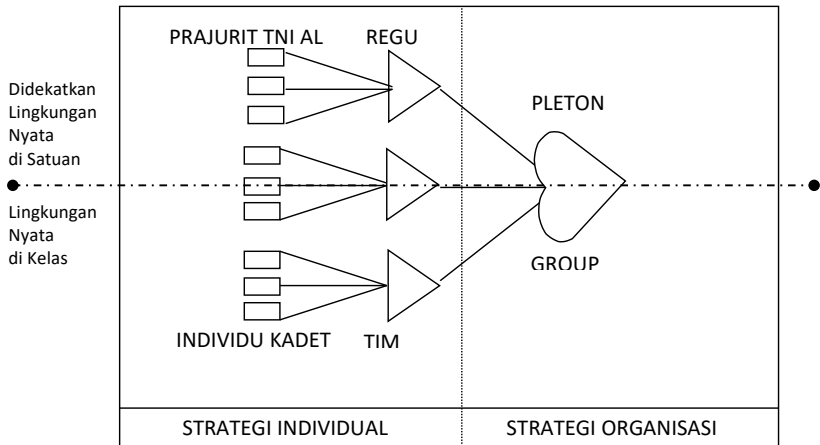 PRAJURIT TNI AL
REGU
PLETON
Didekatkan
Lingkungan
Nyata
di Satuan
Lingkungan
Nyata
di Kelas
GROUP
INDIVIDU KADET
TIM
STRATEGI INDIVIDUAL
STRATEGI ORGANISASI